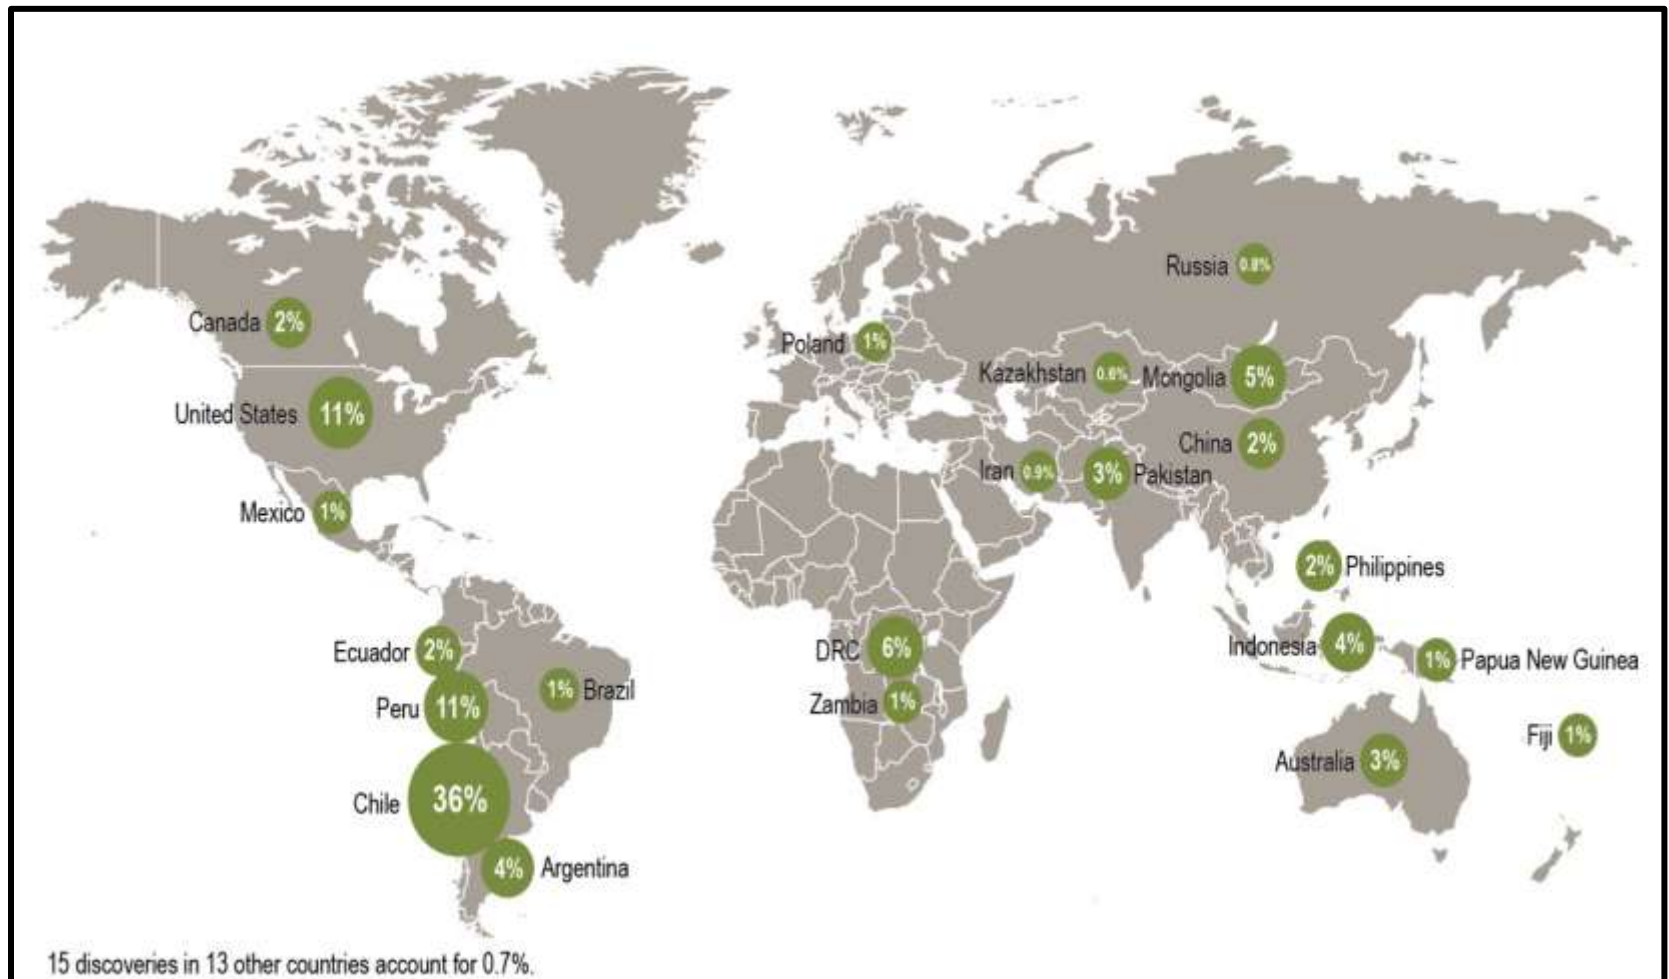 Russia 0.8%
Canada 2%
Poland 1%
Kazakhstan 0.6%
Mongolia 5%
United States 11%
China 2%
Iran 0.9%
3% Pakistan
Mexico 1%
2% Philippines
Ecuador 2%
DRC 6%
Indonesia 4%
1% Papua New Guinea
1% Brazil
Peru 11%
Zambia 1%
Fiji 1%
Australia 3%
Chile 36%
4% Argentina
15 discoveries in 13 other countries account for 0.7%.